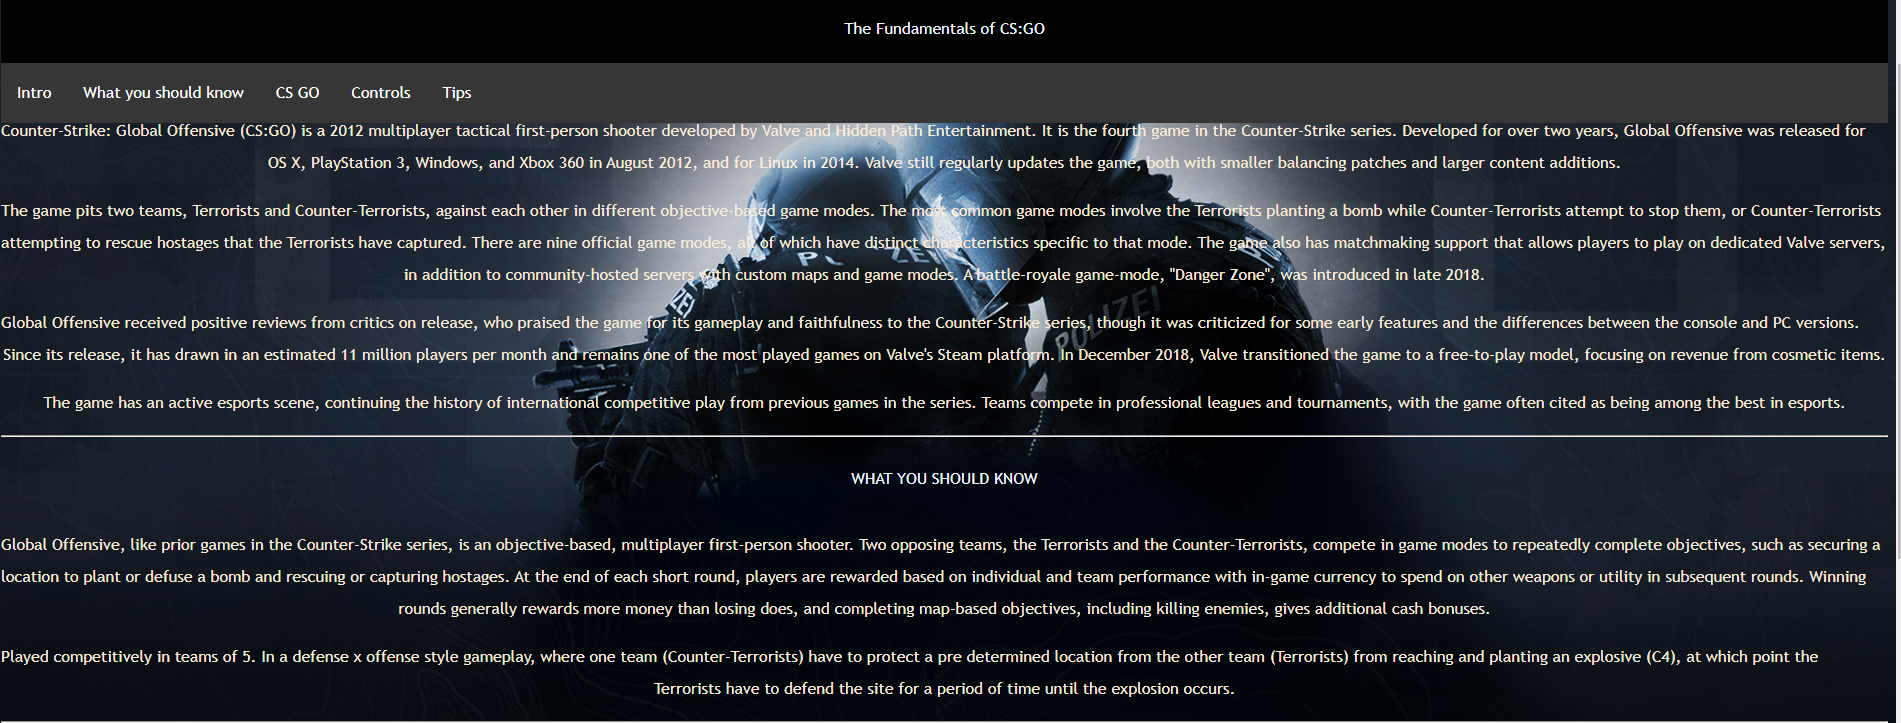 The Fundamentals of CS:GO
Intro
What you should know
CS GO
Controls
Tips
Counter-Strike: Global Offensive (CS:GO) is a 2012 multiplayer tactical first-person shooter developed by Valve and Hidden Path Entertainment. It is the fourth game in the Counter-Strike series. Developed for over two years, Global Offensive was released for
OS X, PlayStation 3, Windows, and Xbox 360 in August 2012, and for Linux in 2014. Valve still regularly updates the game, both with smaller balancing patches and larger content additions.
The game pits two teams, Terrorists and Counter-Terrorists, against each other in different objective-based game modes. The most common game modes involve the Terrorists planting a bomb while Counter-Terrorists attempt to stop them, or Counter-Terrorists
attempting to rescue hostages that the Terrorists have captured. There are nine official game modes, all of which have distinct characteristics specific to that mode. The game also has matchmaking support that allows players to play on dedicated Valve servers,
in addition to community-hosted servers with custom maps and game modes. A battle-royale game-mode, "Danger Zone", was introduced in late 2018.
ZEI
POLIZEI
Global Offensive received positive reviews from critics on release, who praised the game for its gameplay and faithfulness to the Counter-Strike series, though it was criticized for some early features and the differences between the console and PC versions.
Since its release, it has drawn in an estimated 11 million players per month and remains one of the most played games on Valve's Steam platform. In December 2018, Valve transitioned the game to a free-to-play model, focusing on revenue from cosmetic items.
The game has an active esports scene, continuing the history of international competitive play from previous games in the series. Teams compete in professional leagues and tournaments, with the game often cited as being among the best in esports.
WHAT YOU SHOULD KNOW
Global Offensive, like prior games in the Counter-Strike series, is an objective-based, multiplayer first-person shooter. Two opposing teams, the Terrorists and the Counter-Terrorists, compete in game modes to repeatedly complete objectives, such as securing a
location to plant or defuse a bomb and rescuing or capturing hostages. At the end of each short round, players are rewarded based on individual and team performance with in-game currency to spend on other weapons or utility in subsequent rounds. Winning
rounds generally rewards more money than losing does, and completing map-based objectives, including killing enemies, gives additional cash bonuses.
Played competitively in teams of 5. In a defense x offense style gameplay, where one team (Counter-Terrorists) have to protect a pre determined location from the other team (Terrorists) from reaching and planting an explosive (C4), at which point the
Terrorists have to defend the site for a period of time until the explosion occurs.